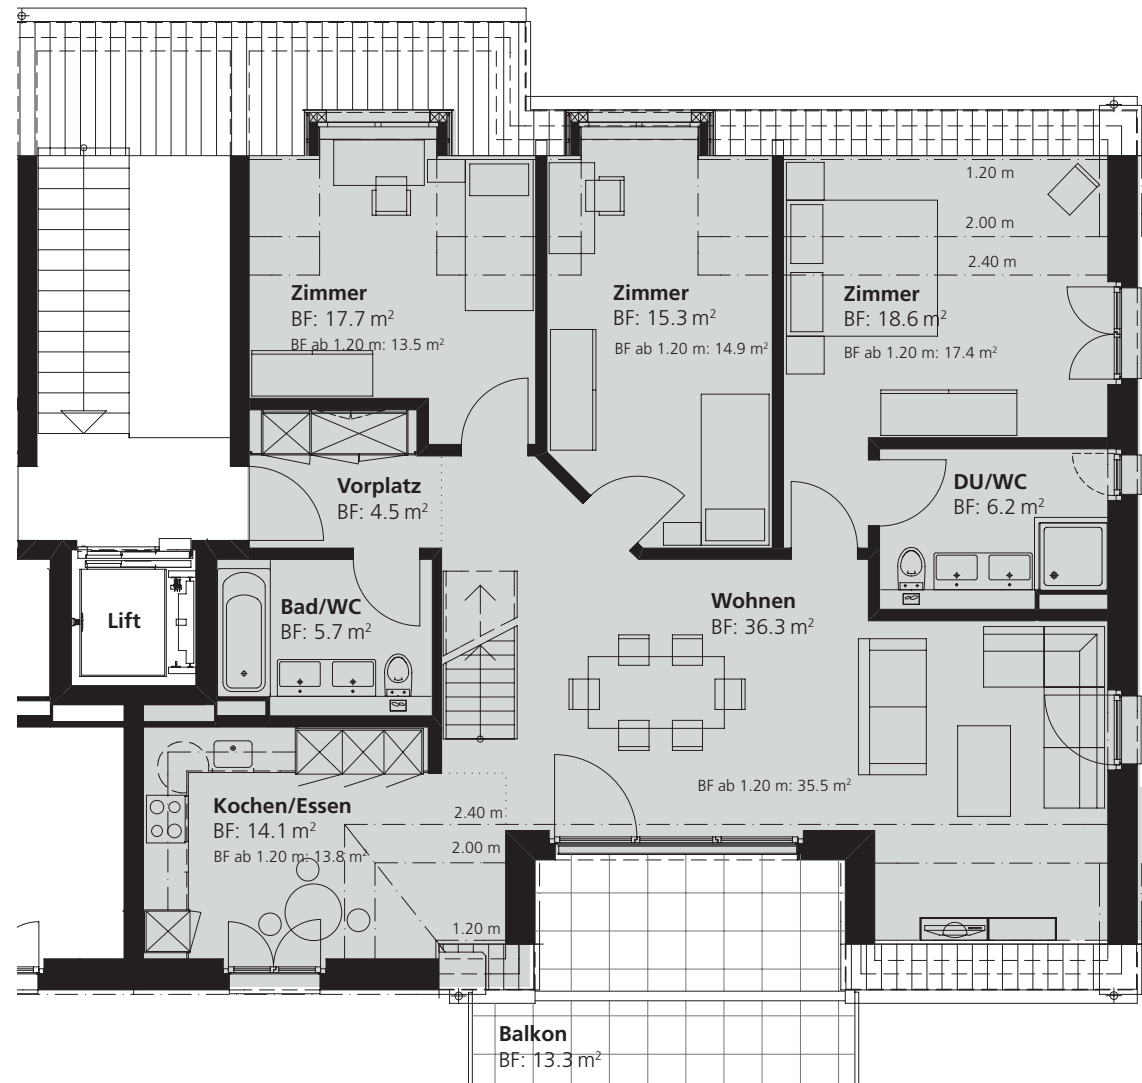 1.20 m
2.00 m
2.40 m
Zimmer
BF: 17.7 m²
BF ab 1.20 m: 13.5 m²
Zimmer
BF: 15.3 m²
BF ab 1.20 m: 14.9 m²
Zimmer
BF: 18.6 m²
BF ab 1.20 m: 17.4 m²
Vorplatz
BF: 4.5 m²
DU/WC
BF: 6.2 m²
Lift
Bad/WC
BF: 5.7 m²
Wohnen
BF: 36.3 m²
BF ab 1.20 m: 35.5 m²
Kochen/Essen
BF: 14.1 m²
BF ab 1.20 m: 13.8 m²
2.40 m
2.00 m
1.20 m
Balkon
BF: 13.3 m²